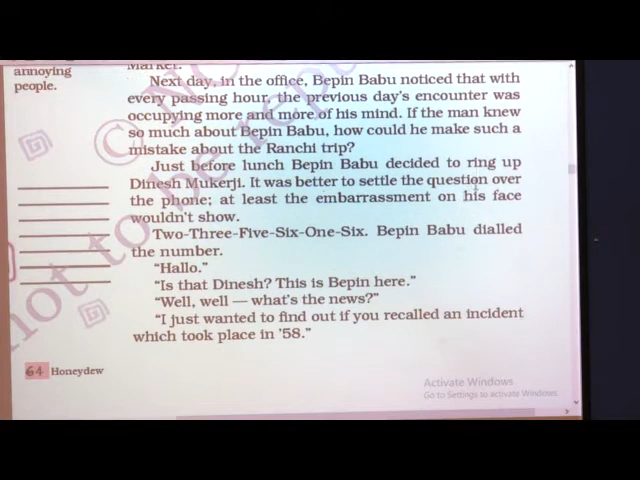 annoying
people.
Market.
Next day, in the office, Bepin Babu noticed that with
every passing hour, the previous day's encounter was
occupying more and more of his mind. If the man knew
so much about Bepin Babu, how could he make such a
mistake about the Ranchi trip?
Just before lunch Bepin Babu decided to ring up
Dinesh Mukerji. It was better to settle the question over
the phone; at least the embarrassment on his face
wouldn't show.
Two-Three-Five-Six-One-Six. Bepin Babu dialled
the number.
“Hallo.”
“Is that Dinesh? This is Bepin here.”
“Well, well — what's the news?”
“I just wanted to find out if you recalled an incident
which took place in '58.”
64 Honeydew
Activate Windows
Go to Settings to activate Windows.
© NC
not to be repu